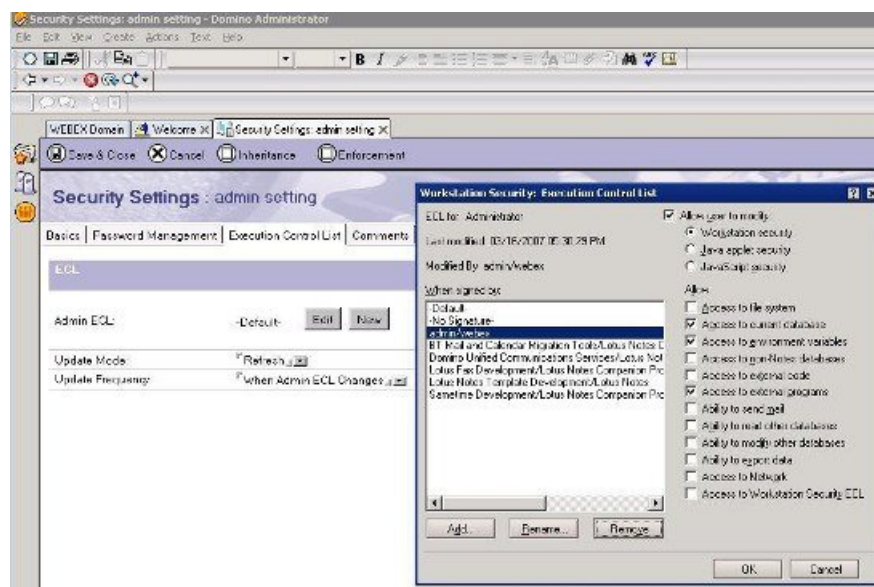 Security Settings: admin setting - Domino Administrator
File Edit View Create Actions Text Help
B I
WEBEX Domain Welcome Security Settings: admin setting
Save & Close Cancel Inheritance Enforcement
Security Settings : admin setting
Basics Password Management Execution Control List Comments
ECL
Admin ECL: -Default- Edit New
Update Mode: Refresh
Update Frequency When Admin ECL Changes
Workstation Security: Execution Control List
ECL for: Administrator
Last modified: 03/16/2007 05:30:29 PM
Modified By: admin/webex
When signed by:
-Default-
-No Signature-
admin/webex
BT Mail and Calendar Migration Tools/Lotus Notes C
Domino Unified Communications Services/Lotus Not
Lotus Fax Development/Lotus Notes Companion Pro
Lotus Notes Template Development/Lotus Notes
Sametime Development/Lotus Notes Companion Pro
Add... Rename... Remove
Allow user to modify
Workstation security
Java applet security
JavaScript security
Allow:
Access to file system
Access to current database
Access to environment variables
Access to non-Notes databases
Access to external code
Access to external programs
Ability to send mail
Ability to read other databases
Ability to modify other databases
Ability to export data
Access to Network
Access to Workstation Security ECL
OK Cancel